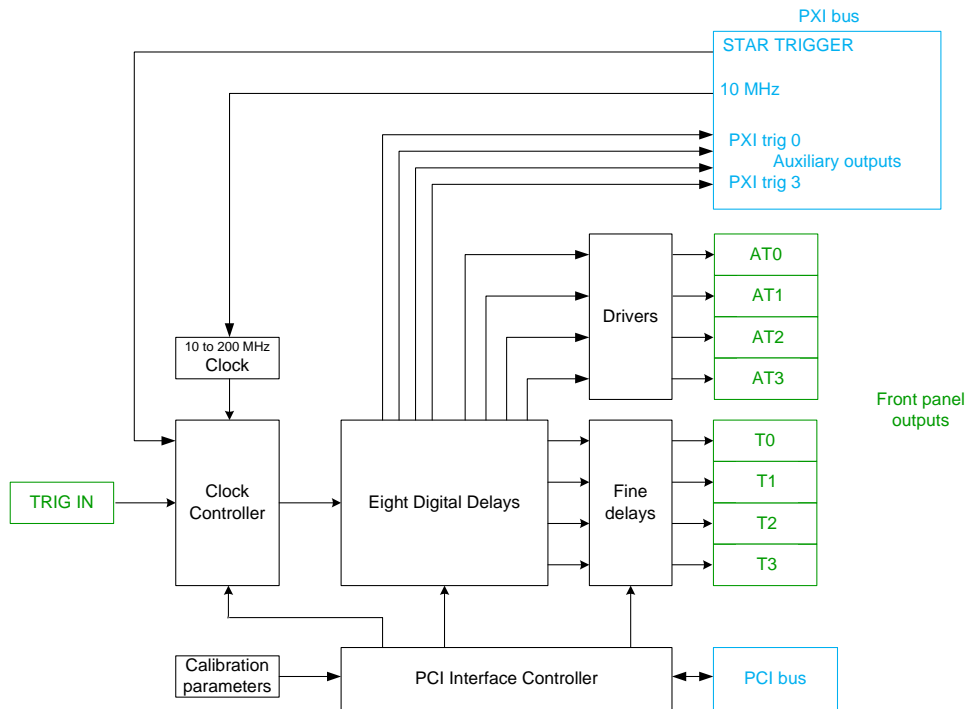 PXI bus
STAR TRIGGER
10 MHz
PXI trig 0
Auxiliary outputs
PXI trig 3
AT0
AT1
Drivers
AT2
AT3
10 to 200 MHz
Clock
Front panel
outputs
T0
T1
T2
T3
TRIG IN
Clock
Controller
Eight Digital Delays
Fine
delays
Calibration
parameters
PCI Interface Controller
PCI bus